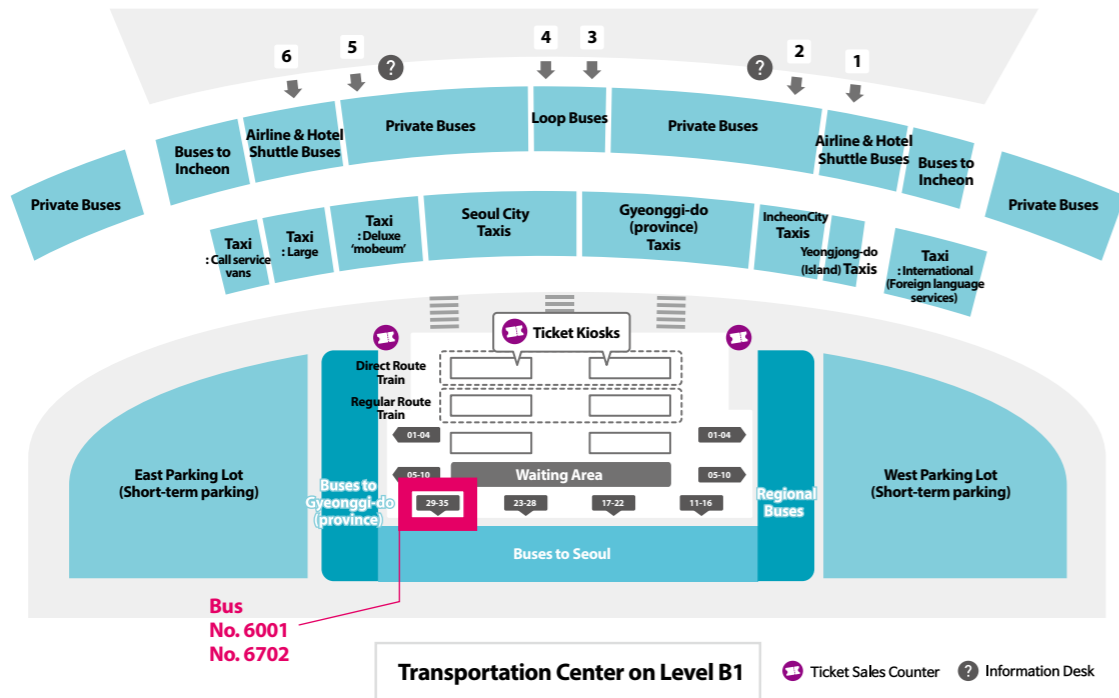 6
5
4
3
2
1
?
?
Private Buses
Buses to
Incheon
Airline & Hotel
Shuttle Buses
Private Buses
Loop Buses
Private Buses
Airline & Hotel
Shuttle Buses
Buses to
Incheon
Private Buses
Taxi
: Call service
vans
Taxi
: Large
Taxi
: Deluxe
‘mobeum’
Seoul City
Taxis
Gyeonggi-do
(province)
Taxis
IncheonCity
Taxis
Yeongjong-do
(Island) Taxis
Taxi
: International
(Foreign language
services)
Ticket Kiosks
Direct Route
Train
Regular Route
Train
01-04
01-04
05-10
Waiting Area
05-10
29-35
23-28
17-22
11-16
East Parking Lot
(Short-term parking)
Buses to
Gyeonggi-do
(province)
Regional
Buses
West Parking Lot
(Short-term parking)
Buses to Seoul
Bus
No. 6001
No. 6702
Transportation Center on Level B1
Ticket Sales Counter
? Information Desk